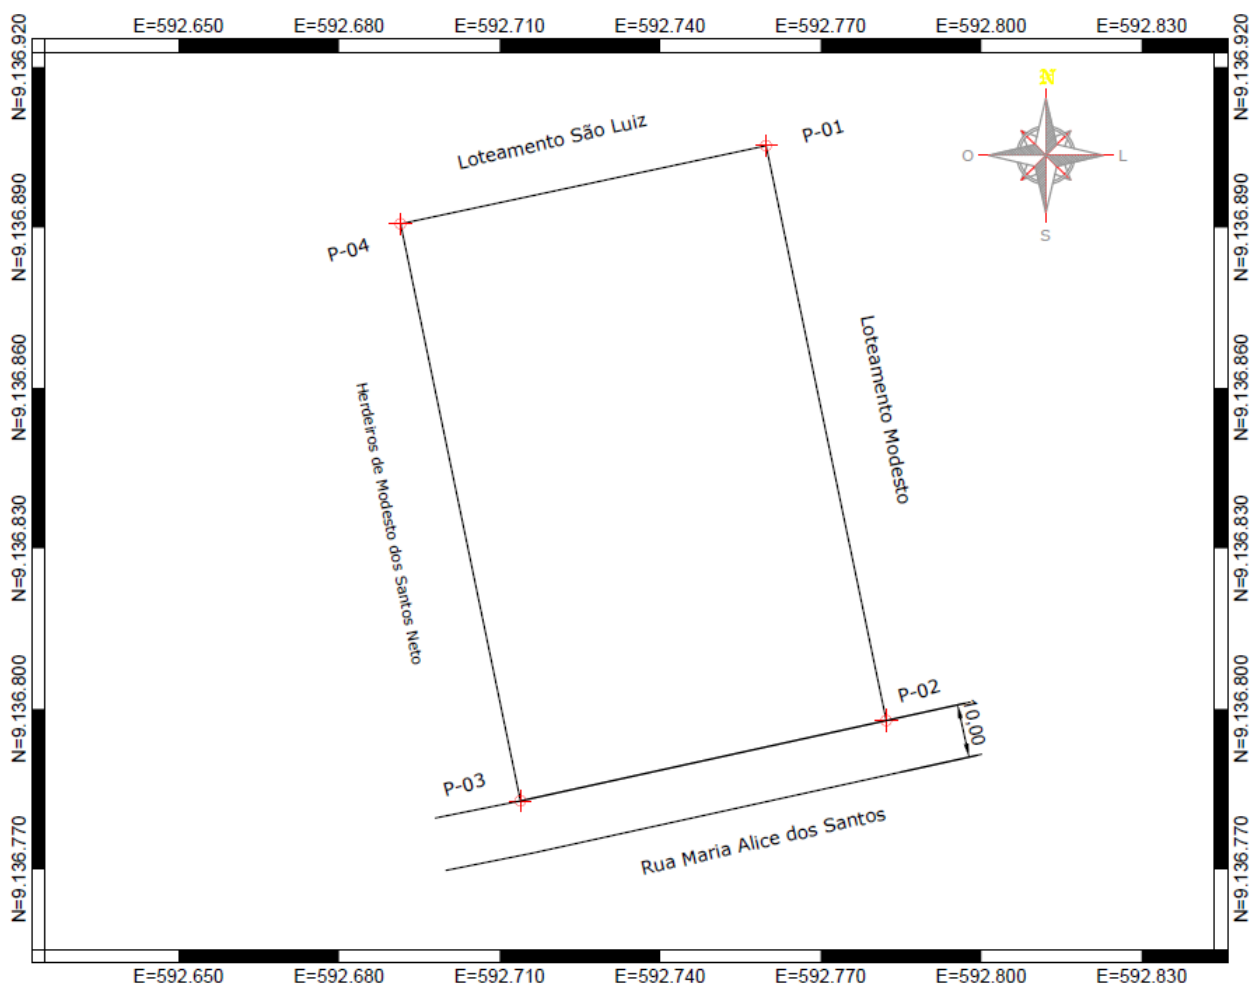 E=592.650
E=592.680
E=592.710
E=592.740
E=592.770
E=592.800
E=592.830
N=9.136.920
N=9.136.920
N
O
L
S
Loteamento São Luiz
P-01
P-04
N=9.136.890
N=9.136.890
Loteamento Modesto
N=9.136.860
N=9.136.860
Herdeiros de Modesto dos Santos Neto
N=9.136.830
N=9.136.830
P-02
N=9.136.800
N=9.136.800
10,00
P-03
Rua Maria Alice dos Santos
N=9.136.770
N=9.136.770
E=592.650
E=592.680
E=592.710
E=592.740
E=592.770
E=592.800
E=592.830